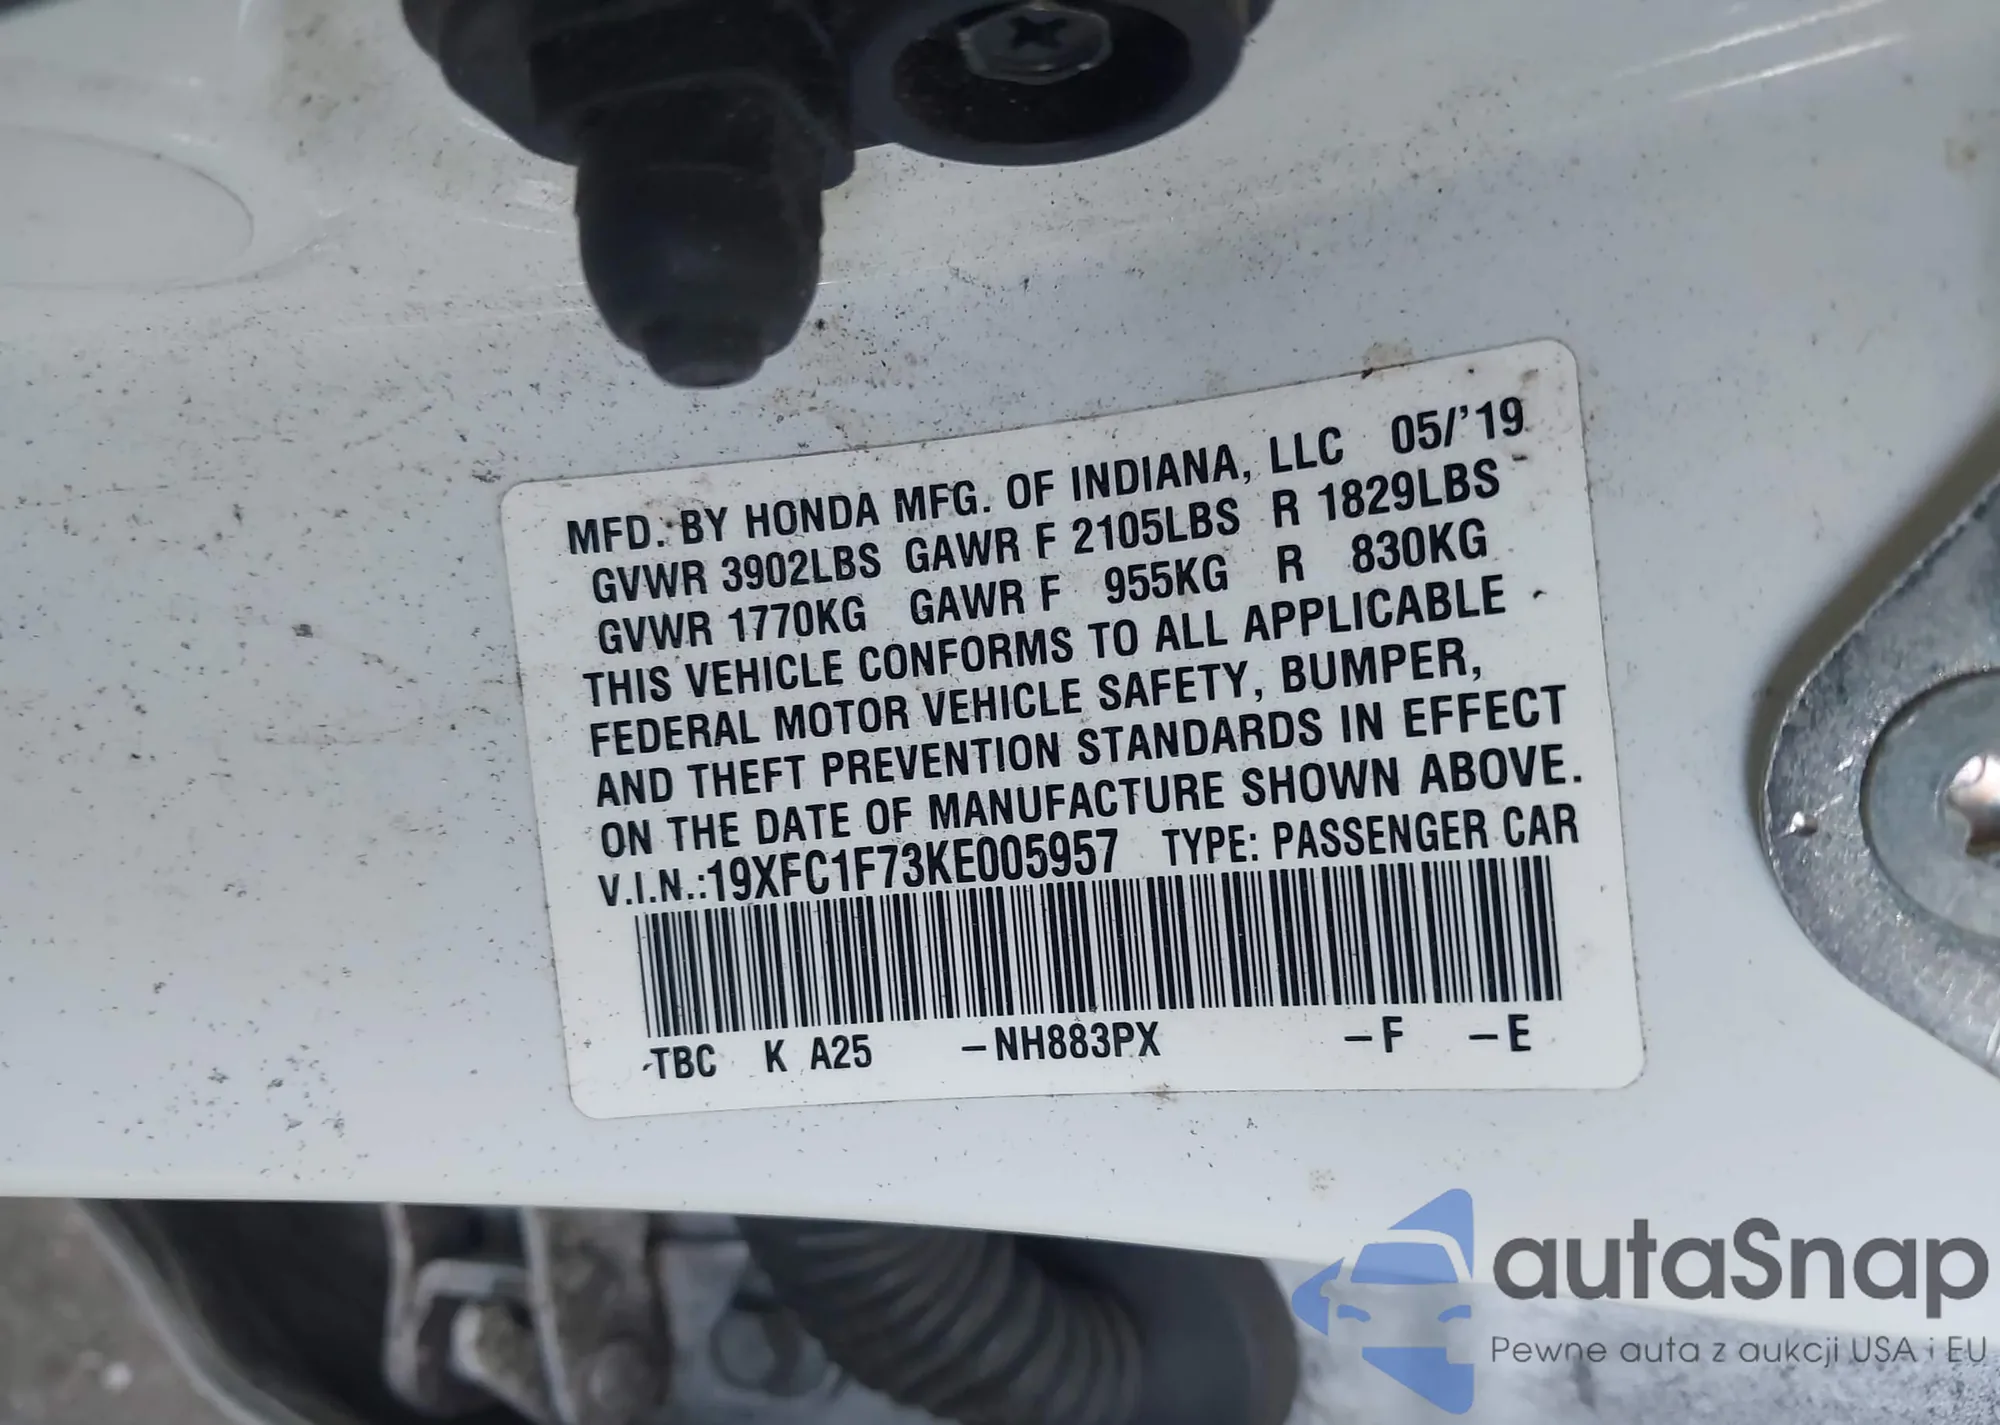 MFD. BY HONDA MFG. OF INDIANA, LLC 05/'19
GVWR 3902LBS GAWR F 2105LBS R 1829LBS
GVWR 1770KG GAWR F 955KG R 830KG
THIS VEHICLE CONFORMS TO ALL APPLICABLE
FEDERAL MOTOR VEHICLE SAFETY, BUMPER,
AND THEFT PREVENTION STANDARDS IN EFFECT
ON THE DATE OF MANUFACTURE SHOWN ABOVE.
V.I.N.:19XFC1F73KE005957 TYPE: PASSENGER CAR
-TBC K A25 -NH883PX -F -E
autaSnap
Pewne auta z aukcji USA i EU